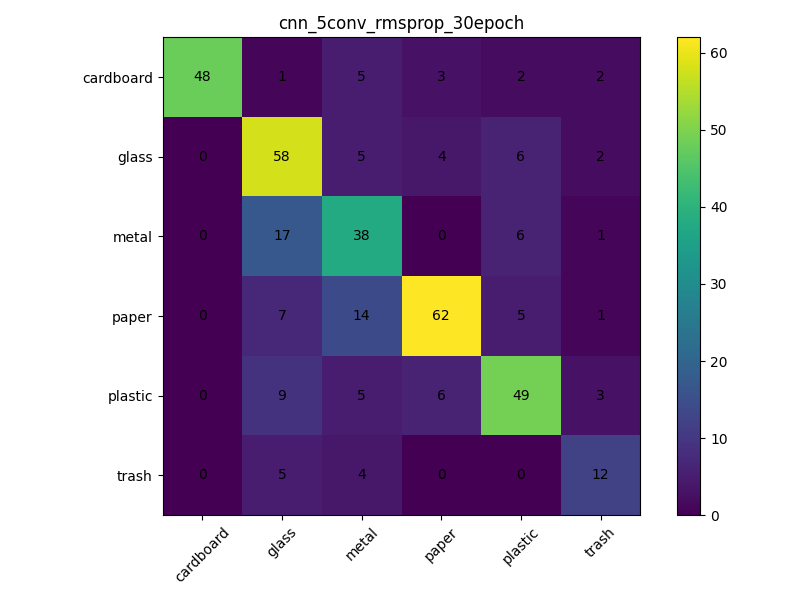 cnn_5conv_rmsprop_30epoch
cardboard 48 1 5 3 2 2
glass 0 58 5 4 6 2
metal 0 17 38 0 6 1
paper 0 7 14 62 5 1
plastic 0 9 5 6 49 3
trash 0 5 4 0 0 12
cardboard glass metal paper plastic trash
60
50
40
30
20
10
0